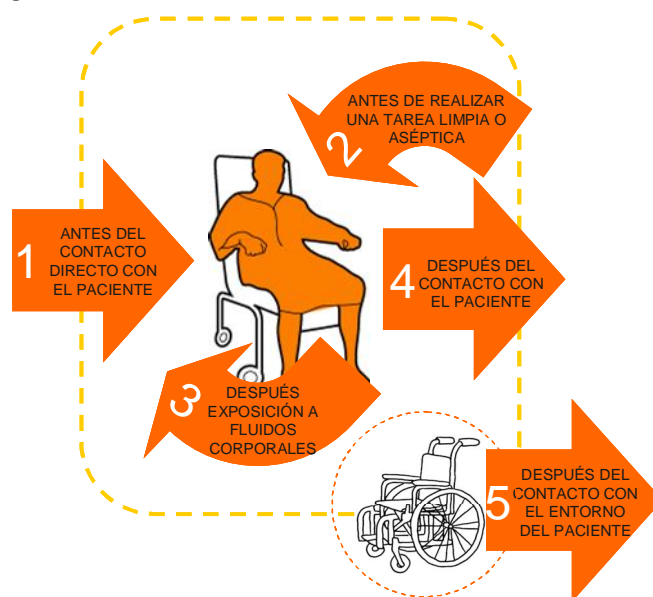 1
ANTES DEL
CONTACTO
DIRECTO CON
EL PACIENTE
2
ANTES DE REALIZAR
UNA TAREA LIMPIA O
ASÉPTICA
3
DESPUÉS
EXPOSICIÓN A
FLUIDOS
CORPORALES
4
DESPUÉS DEL
CONTACTO CON
EL PACIENTE
5
DESPUÉS DEL
CONTACTO CON
EL ENTORNO
DEL PACIENTE